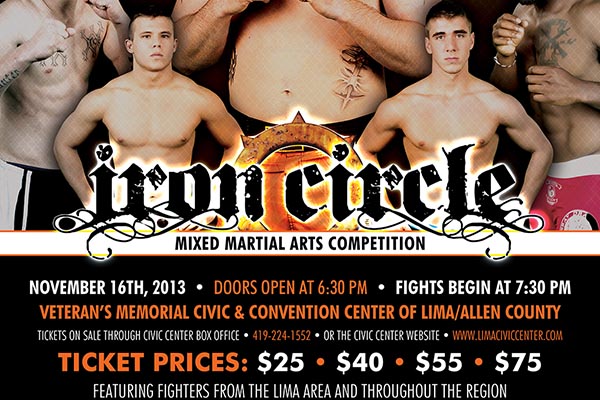 iron circle
MIXED MARTIAL ARTS COMPETITION
NOVEMBER 16TH, 2013 • DOORS OPEN AT 6:30 PM • FIGHTS BEGIN AT 7:30 PM
VETERAN'S MEMORIAL CIVIC & CONVENTION CENTER OF LIMA/ALLEN COUNTY
TICKETS ON SALE THROUGH CIVIC CENTER BOX OFFICE • 419-224-1552 • OR THE CIVIC CENTER WEBSITE • WWW.LIMACIVICCENTER.COM
TICKET PRICES: $25 • $40 • $55 • $75
FEATURING FIGHTERS FROM THE LIMA AREA AND THROUGHOUT THE REGION